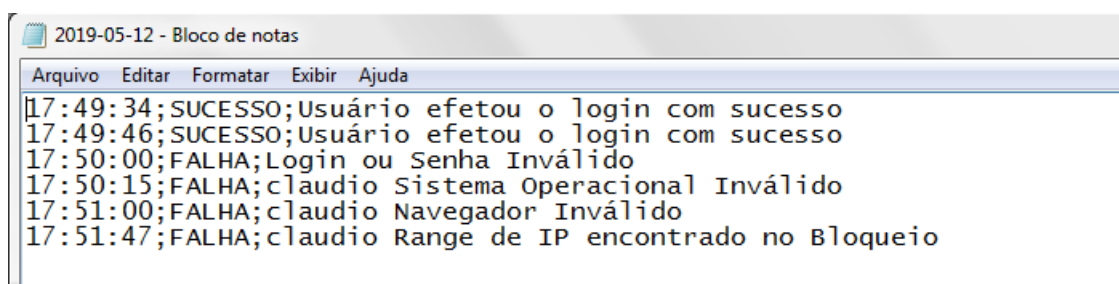 2019-05-12 - Bloco de notas
Arquivo Editar Formatar Exibir Ajuda
17:49:34;SUCESSO;Usuário efetou o login com sucesso
17:49:46;SUCESSO;Usuário efetou o login com sucesso
17:50:00;FALHA;Login ou Senha Inválido
17:50:15;FALHA;claudio Sistema Operacional Inválido
17:51:00;FALHA;claudio Navegador Inválido
17:51:47;FALHA;claudio Range de IP encontrado no Bloqueio